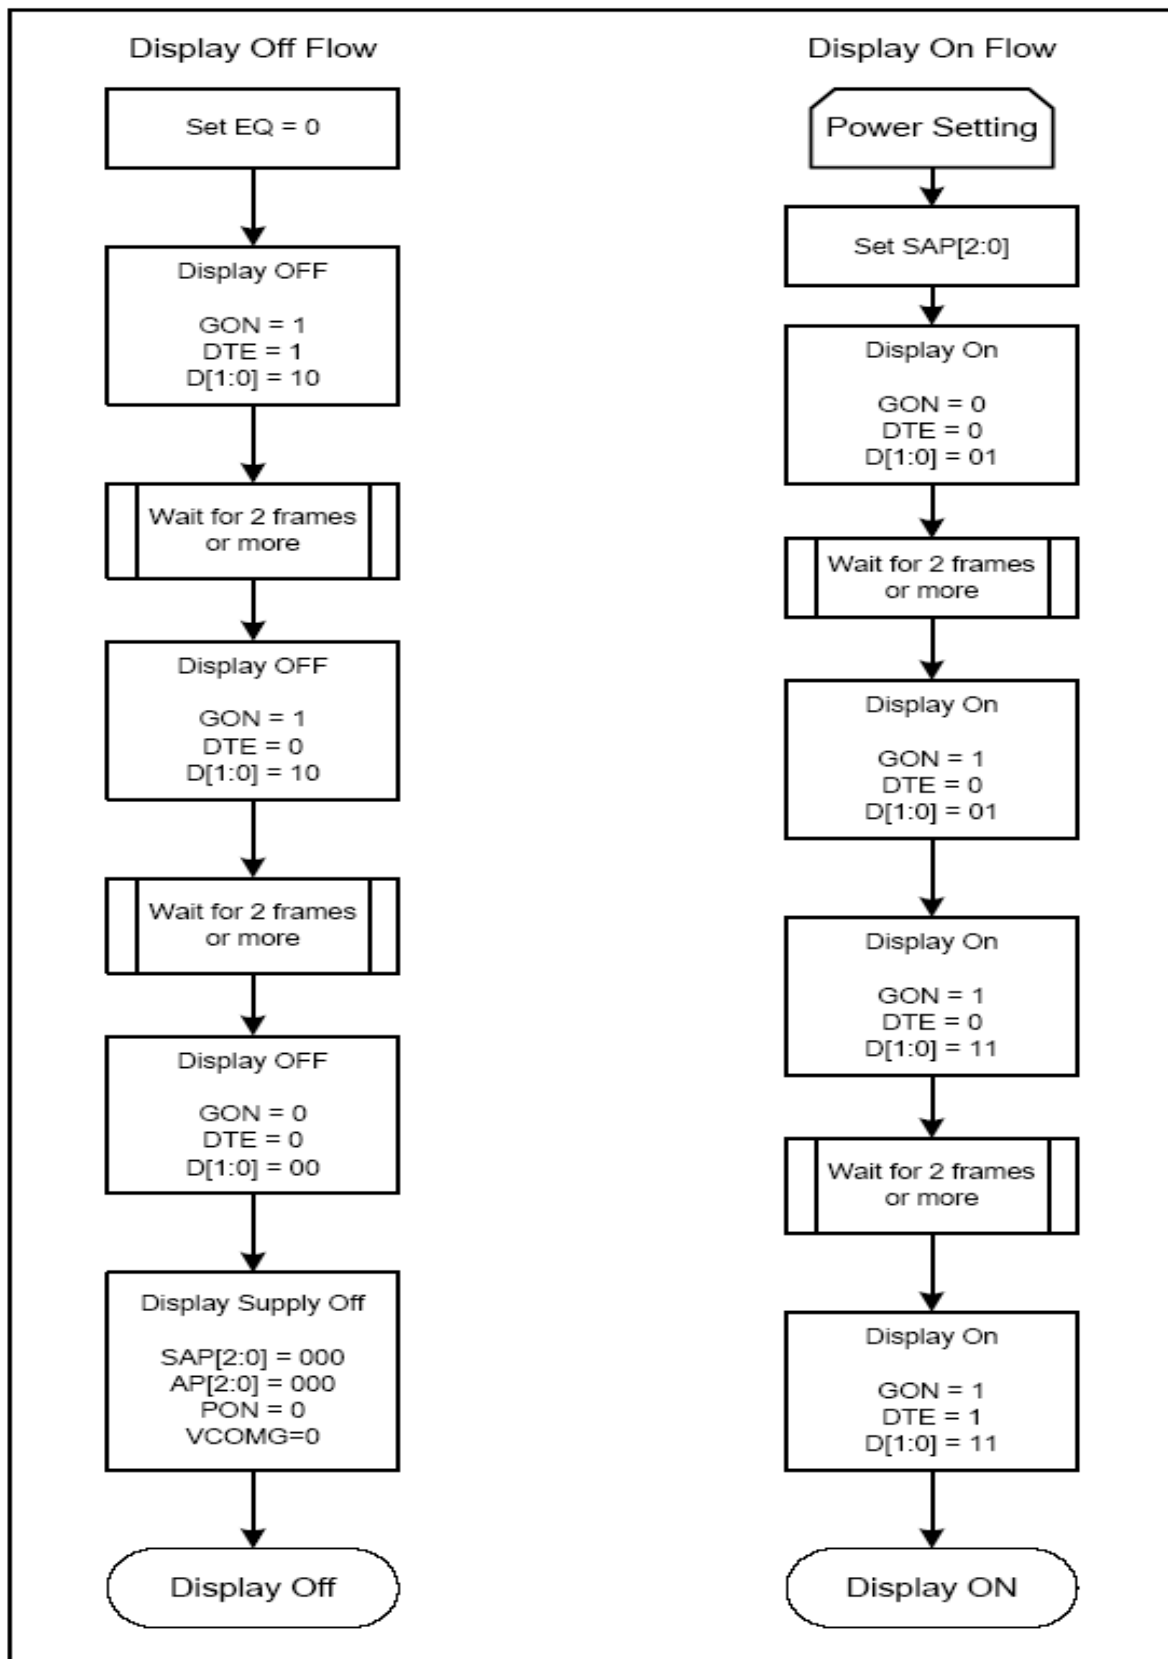 Display Off Flow
Set EQ = 0
Display OFF
GON = 1
DTE = 1
D[1:0] = 10
Wait for 2 frames
or more
Display OFF
GON = 1
DTE = 0
D[1:0] = 10
Wait for 2 frames
or more
Display OFF
GON = 0
DTE = 0
D[1:0] = 00
Display Supply Off
SAP[2:0] = 000
AP[2:0] = 000
PON = 0
VCOMG=0
Display Off
Display On Flow
Power Setting
Set SAP[2:0]
Display On
GON = 0
DTE = 0
D[1:0] = 01
Wait for 2 frames
or more
Display On
GON = 1
DTE = 0
D[1:0] = 01
Display On
GON = 1
DTE = 0
D[1:0] = 11
Wait for 2 frames
or more
Display On
GON = 1
DTE = 1
D[1:0] = 11
Display ON